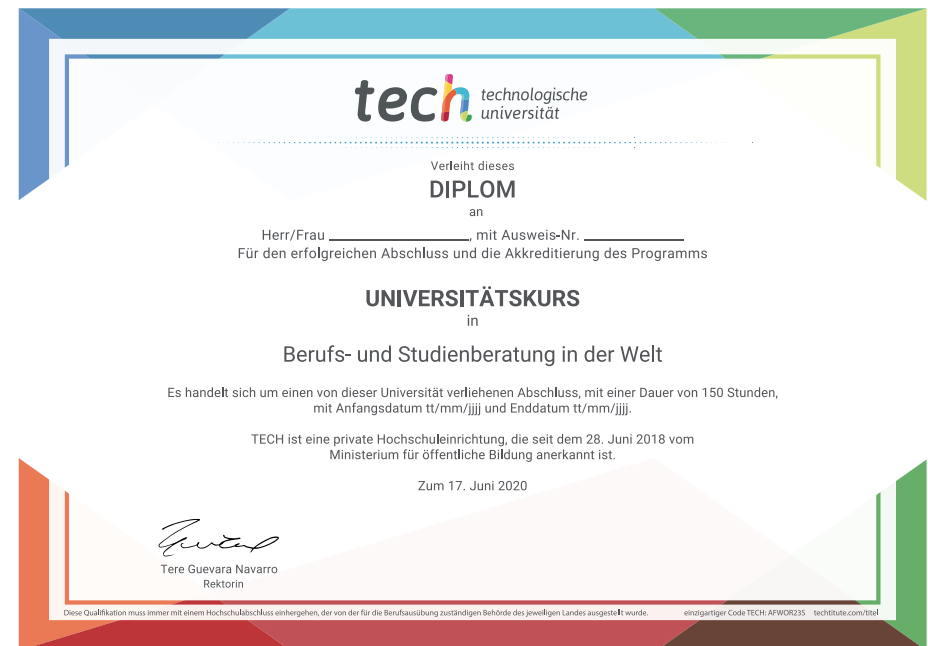 tech technologische
universität
Verleiht dieses
DIPLOM
an
Herr/Frau ____________________, mit Ausweis-Nr. ______________
Für den erfolgreichen Abschluss und die Akkreditierung des Programms
UNIVERSITÄTSKURS
in
Berufs- und Studienberatung in der Welt
Es handelt sich um einen von dieser Universität verliehenen Abschluss, mit einer Dauer von 150 Stunden,
mit Anfangsdatum tt/mm/jjjj und Enddatum tt/mm/jjjj.
TECH ist eine private Hochschuleinrichtung, die seit dem 28. Juni 2018 vom
Ministerium für öffentliche Bildung anerkannt ist.
Zum 17. Juni 2020
Tere Guevara Navarro
Rektorin
Diese Qualifikation muss immer mit einem Hochschulabschluss einhergehen, der von der für die Berufsausübung zuständigen Behörde des jeweiligen Landes ausgestellt wurde. einzigartiger Code TECH: AFWOR23S techtitute.com/titel